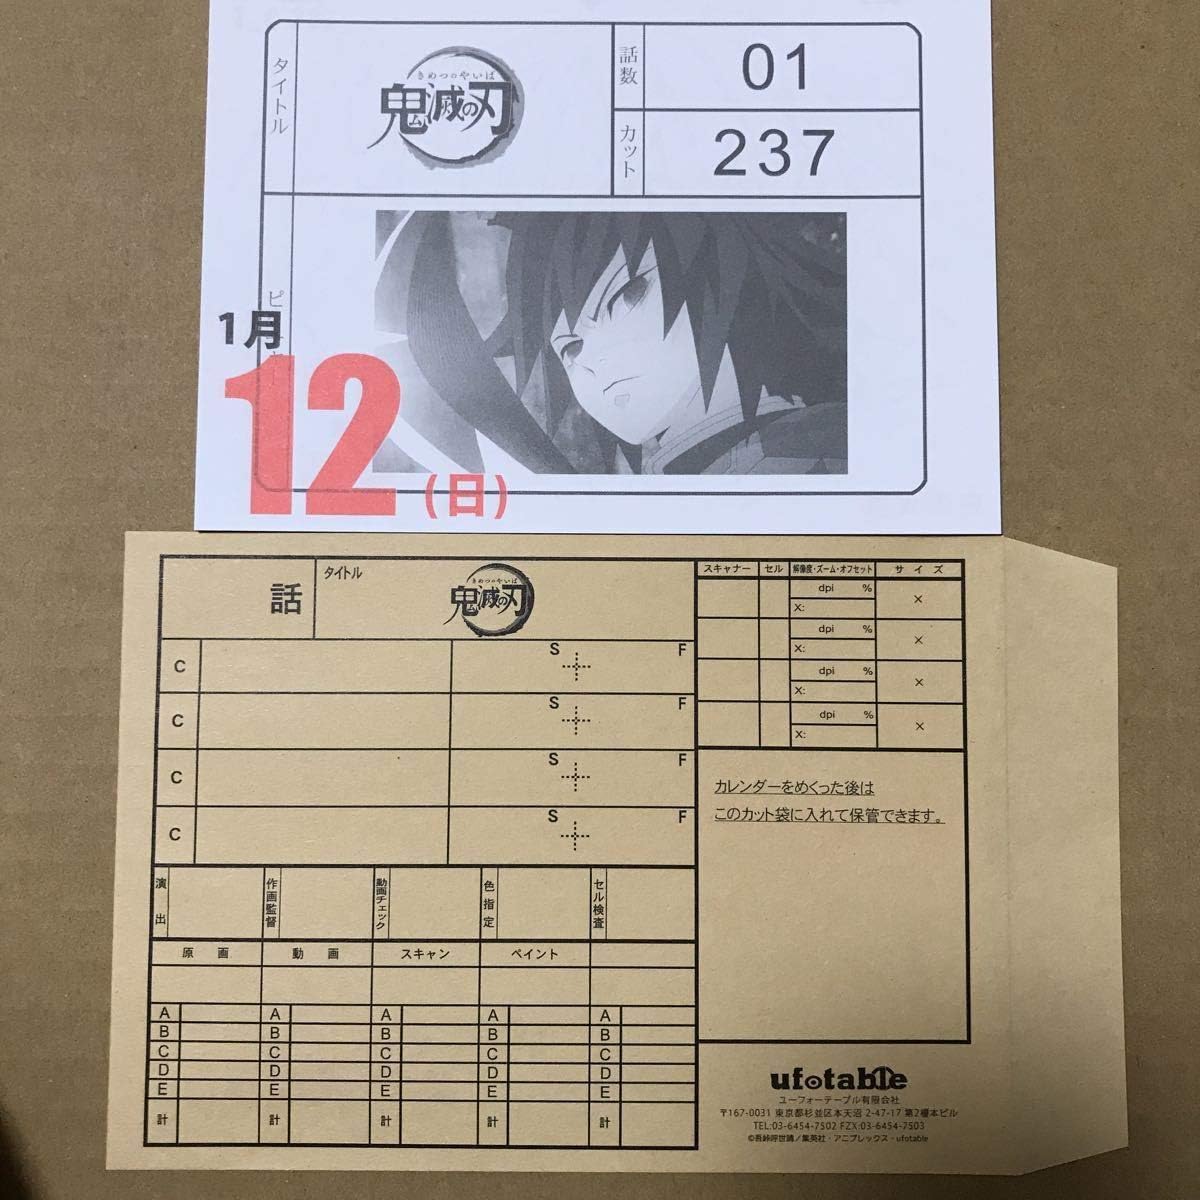 タイトル
きめつのやいば
鬼滅の刃
話数
01
カット
237
ピ
1月
12
(日)
話
タイトル
きめつのやいば
鬼滅の刃
スキャナー セル 解像度・ズーム・オフセット サイズ
dpi %
X:
×
dpi %
X:
×
dpi %
X:
×
dpi %
X:
×
C S F
C S F
C S F
C S F
カレンダーをめくった後は
このカット袋に入れて保管できます。
演出 作画監督 動画チェック 色指定 セル検査
原画 動画 スキャン ペイント
A A A A A
B B B B B
C C C C C
D D D D D
E E E E E
計 計 計 計 計
ufotable
ユーフォーテーブル有限会社
〒167-0031 東京都杉並区本天沼 2-47-17 第2榎本ビル
TEL:03-6454-7502 FZX:03-6454-7503
©吾峠呼世晴／集英社・アニプレックス・ufotable